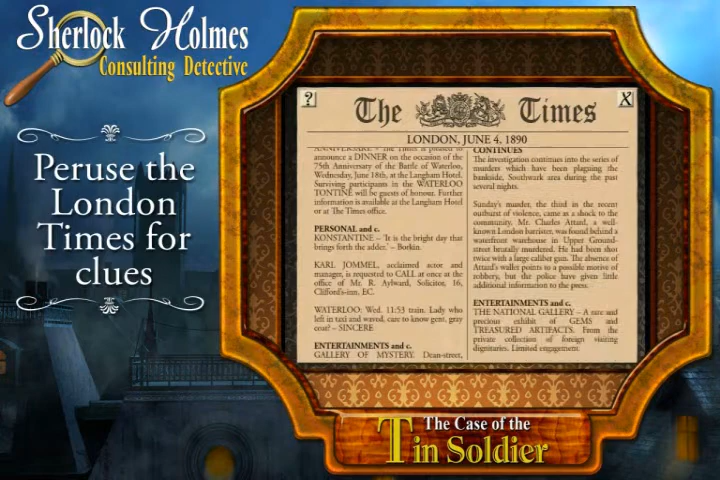 Sherlock Holmes
Consulting Detective
Peruse the
London
Times for
clues
?
X
The Times
LONDON, JUNE 4, 1890
announce a DINNER on the occasion of the
75th Anniversary of the Battle of Waterloo,
Wednesday, June 18th, at the Langham Hotel.
Surviving participants in the WATERLOO
TONTINE will be guests of honour. Further
information is available at the Langham Hotel
or at The Times office.
PERSONAL and c.
KONSTANTINE – 'It is the bright day that
brings forth the adder.' – Borkin.
KARL JOMMEL, acclaimed actor and
manager, is requested to CALL at once at the
office of Mr. R. Aylward, Solicitor, 16,
Clifford's-inn, EC.
WATERLOO: Wed. 11:53 train. Lady who
left in taxi and waved, care to know gent, gray
coat? – SINCERE
ENTERTAINMENTS and c.
GALLERY OF MYSTERY. Dean-street,
CONTINUES
The investigation continues into the series of
murders which have been plaguing the
bankside, Southwark area during the past
several nights.
Sunday's murder, the third in the recent
outburst of violence, came as a shock to the
community. Mr. Charles Attard, a well-
known London barrister, was found behind a
waterfront warehouse in Upper Ground-
street brutally murdered. He had been shot
twice with a large caliber gun. The absence of
Attard's wallet points to a possible motive of
robbery, but the police have given little
additional information to the press.
ENTERTAINMENTS and c.
THE NATIONAL GALLERY – A rare and
precious exhibit of GEMS and
TREASURED ARTIFACTS. From the
private collection of foreign visiting
dignitaries. Limited engagement.
The Case of the
Tin Soldier